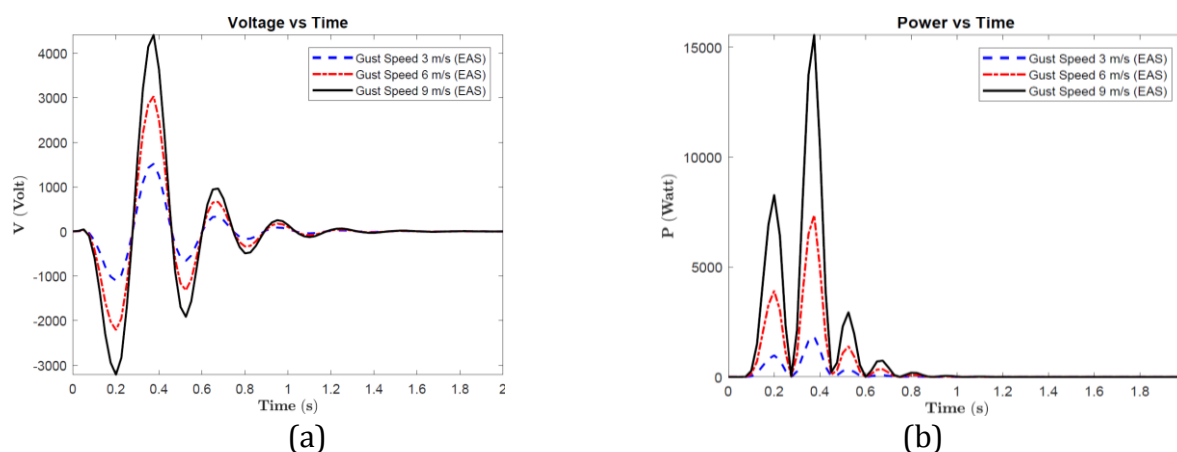 Voltage vs Time
4000
3000
2000
1000
0
-1000
-2000
-3000
V (Volt)
Gust Speed 3 m/s (EAS)
Gust Speed 6 m/s (EAS)
Gust Speed 9 m/s (EAS)
0 0.2 0.4 0.6 0.8 1 1.2 1.4 1.6 1.8 2
Time (s)
(a)
Power vs Time
15000
10000
5000
0
P (Watt)
Gust Speed 3 m/s (EAS)
Gust Speed 6 m/s (EAS)
Gust Speed 9 m/s (EAS)
0 0.2 0.4 0.6 0.8 1 1.2 1.4 1.6 1.8
Time (s)
(b)